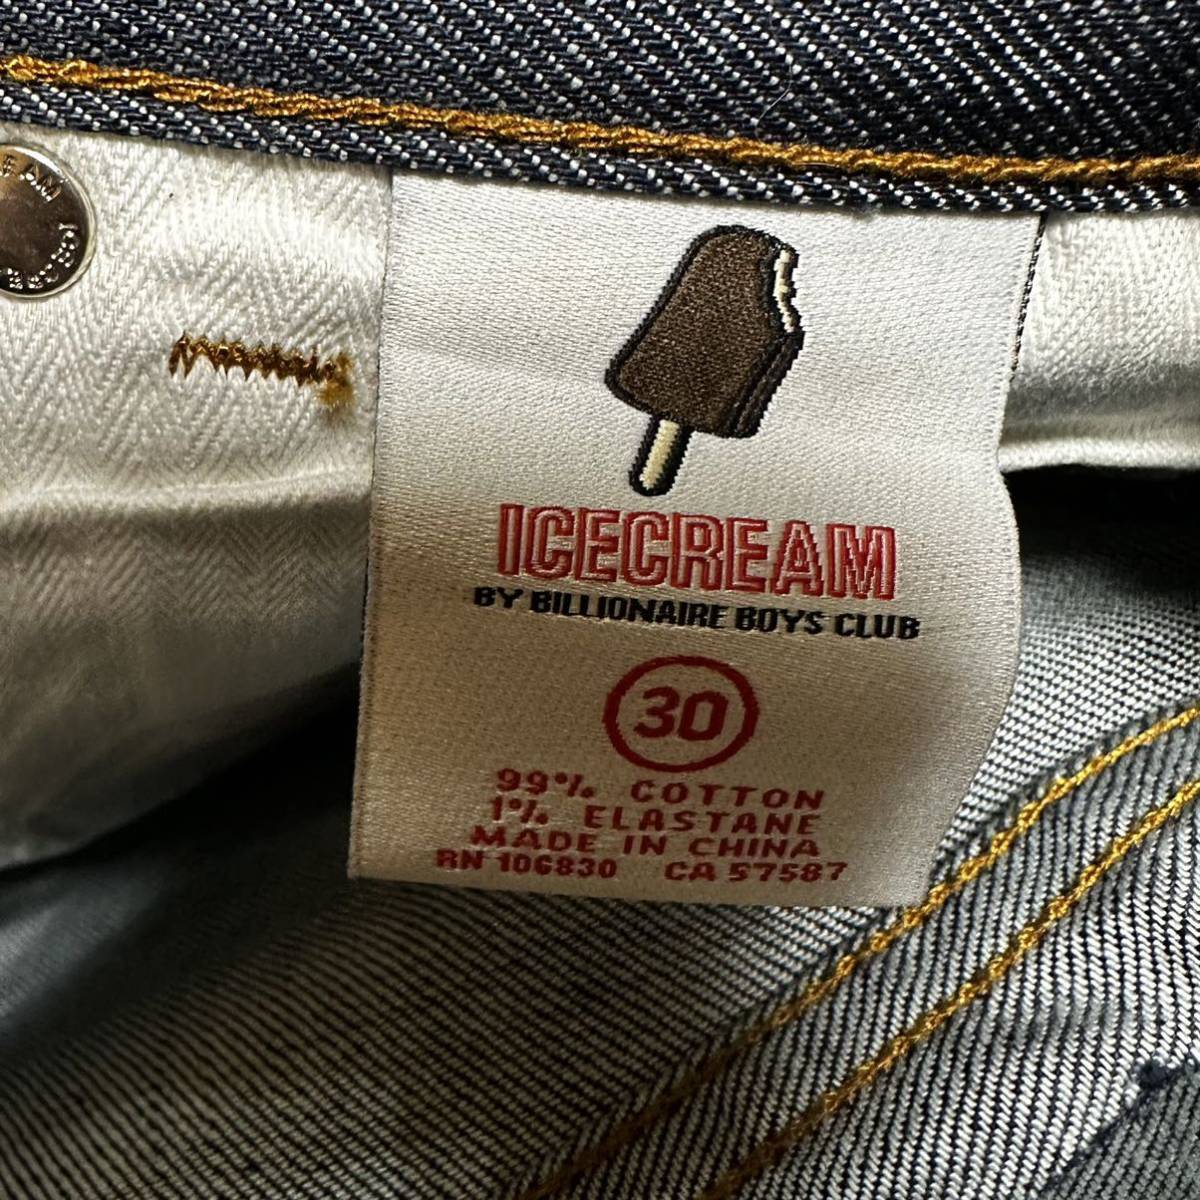 ICECREAM
BY BILLIONAIRE BOYS CLUB
30
99% COTTON
1% ELASTANE
MADE IN CHINA
RN 106830 CA 57587